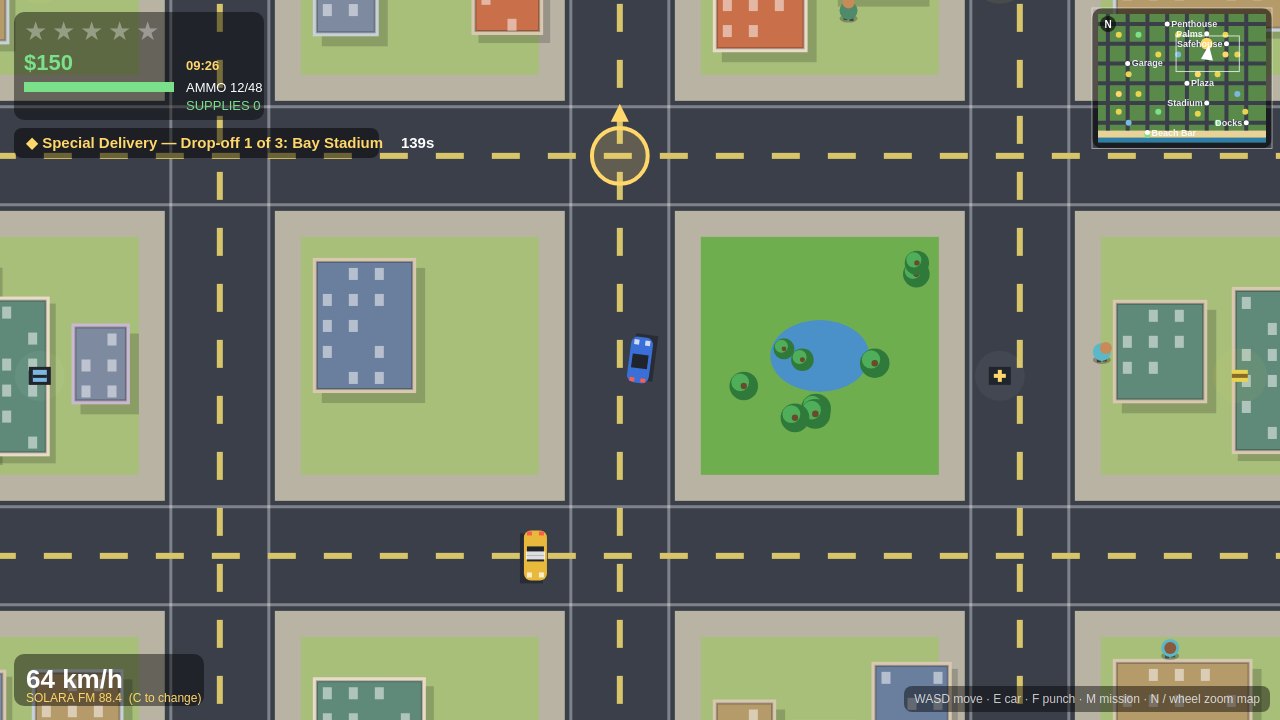 $150
09:26
AMMO 12/48
SUPPLIES 0
◆ Special Delivery — Drop-off 1 of 3: Bay Stadium 139s
N
Penthouse
Palms
Safehouse
Garage
Plaza
Stadium
Docks
Beach Bar
64 km/h
SOLARA FM 88.4 (C to change)
WASD move · E car · F punch · M mission · N / wheel zoom map